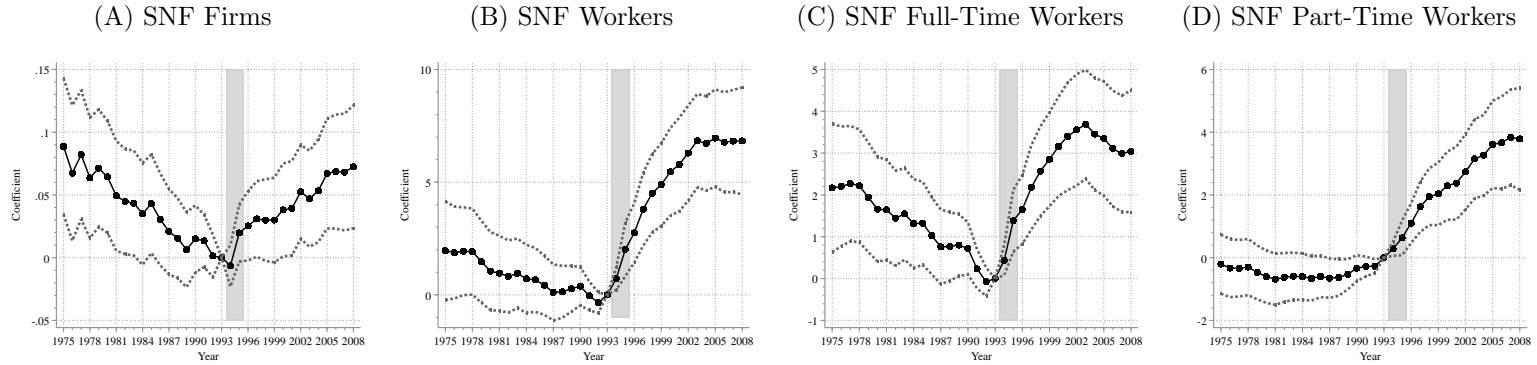 (A) SNF Firms
(B) SNF Workers
(C) SNF Full-Time Workers
(D) SNF Part-Time Workers
.15
.1
.05
0
-.05
Coefficient
1975 1978 1981 1984 1987 1990 1993 1996 1999 2002 2005 2008
Year
10
5
0
Coefficient
1975 1978 1981 1984 1987 1990 1993 1996 1999 2002 2005 2008
Year
5
4
3
2
1
0
-1
Coefficient
1975 1978 1981 1984 1987 1990 1993 1996 1999 2002 2005 2008
Year
6
4
2
0
-2
Coefficient
1975 1978 1981 1984 1987 1990 1993 1996 1999 2002 2005 2008
Year